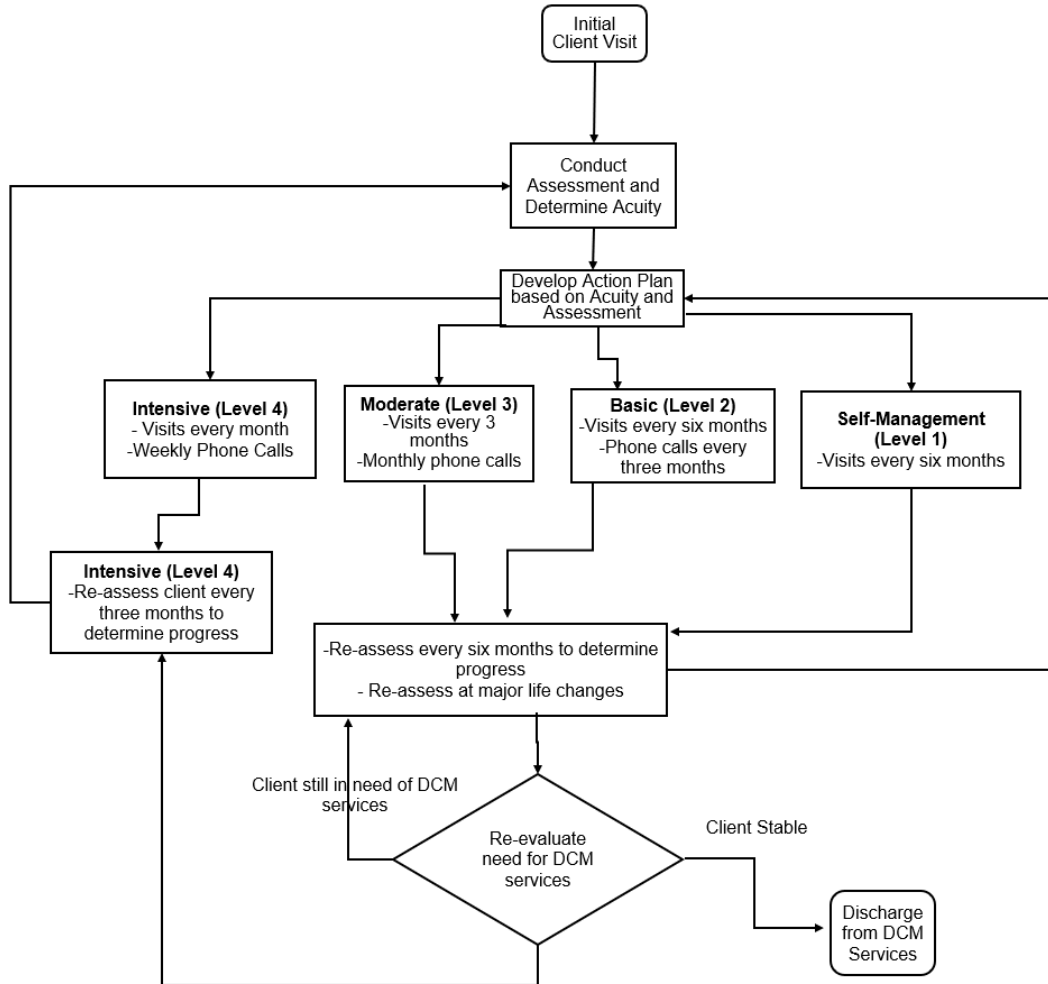 Initial
Client Visit
Conduct
Assessment and
Determine Acuity
Develop Action Plan
based on Acuity and
Assessment
Intensive (Level 4)
- Visits every month
-Weekly Phone Calls
Moderate (Level 3)
-Visits every 3
months
-Monthly phone calls
Basic (Level 2)
-Visits every six months
-Phone calls every
three months
Self-Management
(Level 1)
-Visits every six months
Intensive (Level 4)
-Re-assess client every
three months to
determine progress
-Re-assess every six months to determine
progress
- Re-assess at major life changes
Client still in need of DCM
services
Re-evaluate
need for DCM
services
Client Stable
Discharge
from DCM
Services